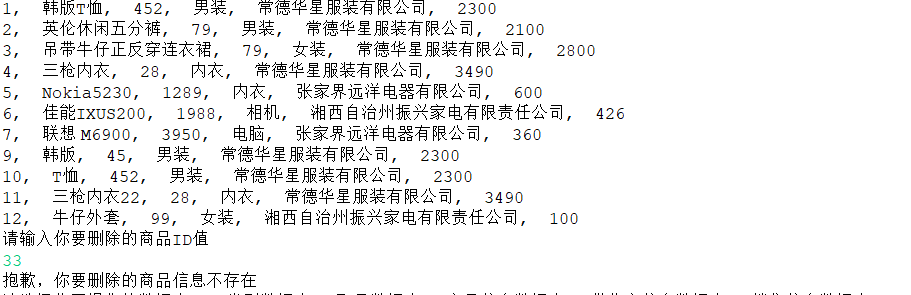 1, 韩版T恤, 452, 男装, 常德华星服装有限公司, 2300
2, 英伦休闲五分裤, 79, 男装, 常德华星服装有限公司, 2100
3, 吊带牛仔正反穿连衣裙, 79, 女装, 常德华星服装有限公司, 2800
4, 三枪内衣, 28, 内衣, 常德华星服装有限公司, 3490
5, Nokia5230, 1289, 内衣, 张家界远洋电器有限公司, 600
6, 佳能IXUS200, 1988, 相机, 湘西自治州振兴家电有限责任公司, 426
7, 联想M6900, 3950, 电脑, 张家界远洋电器有限公司, 360
9, 韩版, 45, 男装, 常德华星服装有限公司, 2300
10, T恤, 452, 男装, 常德华星服装有限公司, 2300
11, 三枪内衣22, 28, 内衣, 常德华星服装有限公司, 3490
12, 牛仔外套, 99, 女装, 湘西自治州振兴家电有限责任公司, 100
请输入你要删除的商品ID值
33
抱歉，你要删除的商品信息不存在